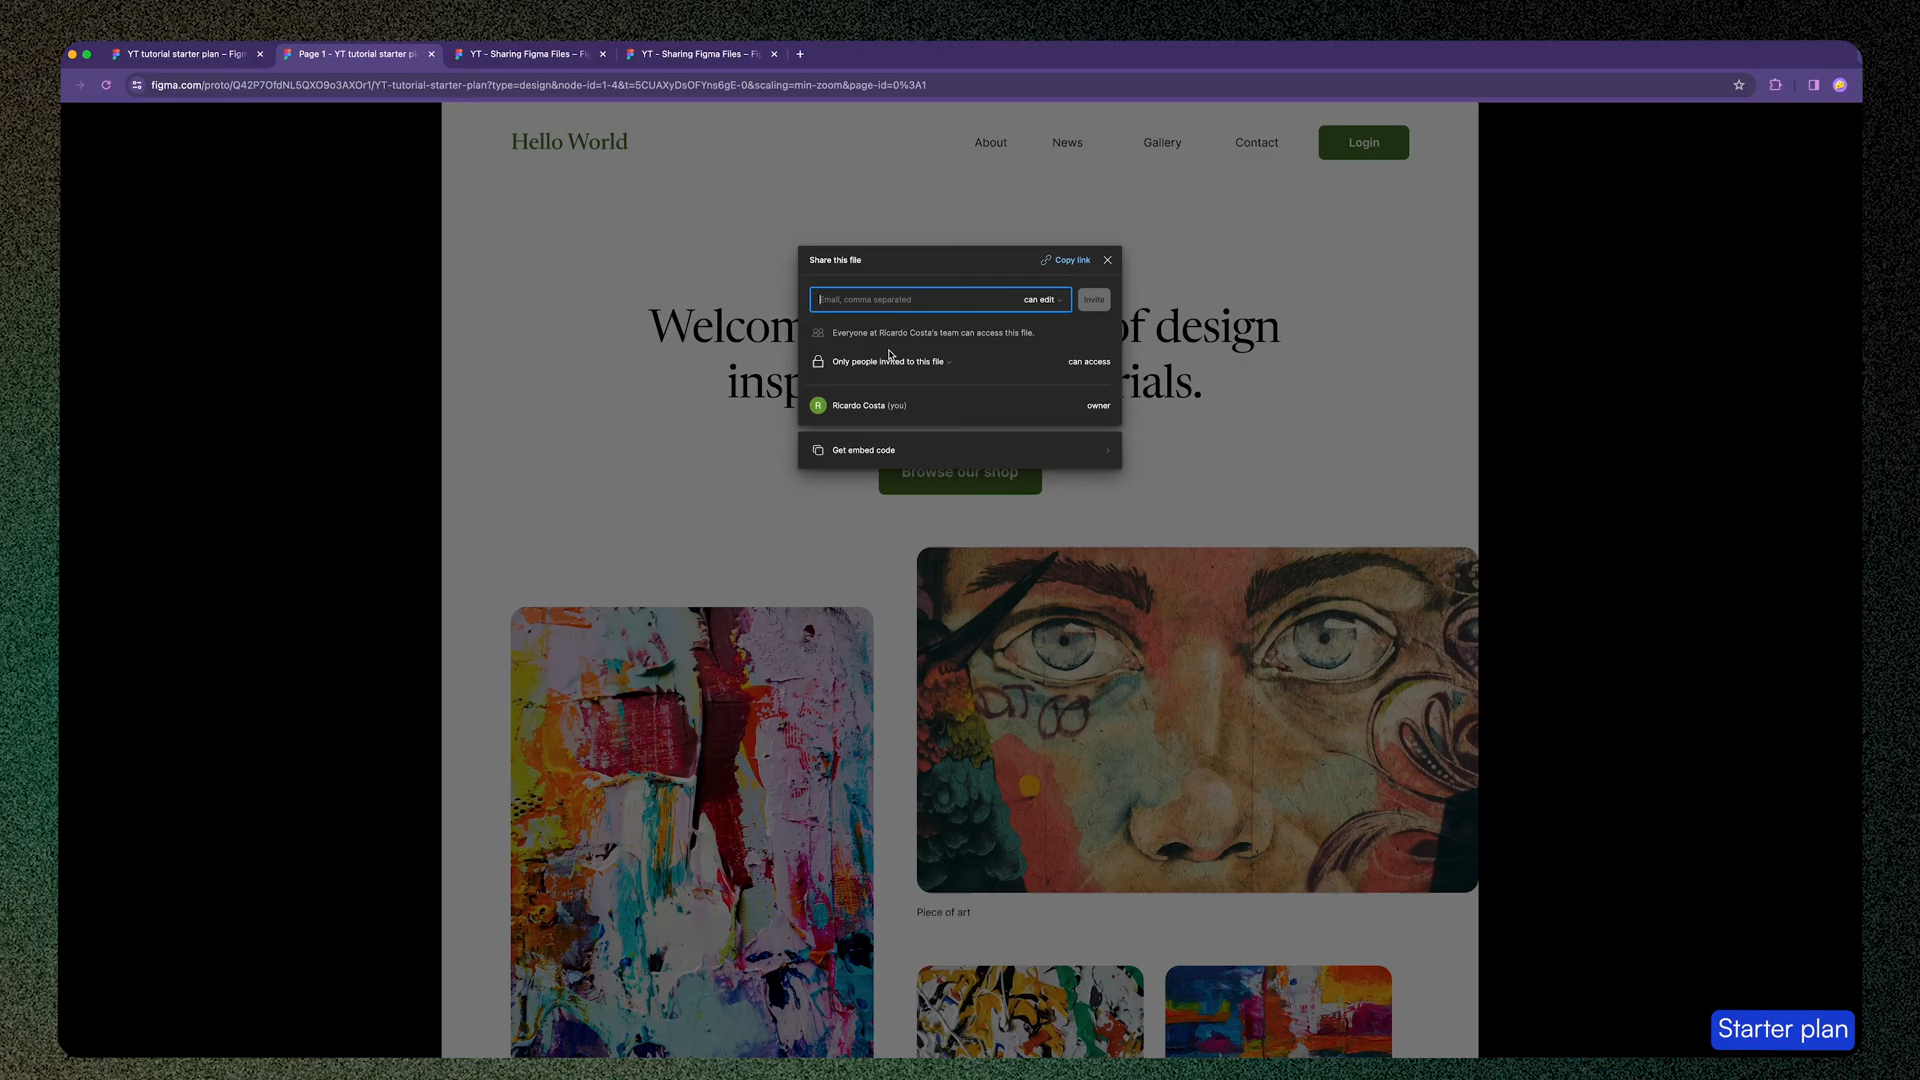 YT tutorial starter plan – Figm
Page 1 - YT tutorial starter pl
YT - Sharing Figma Files – Fi
YT - Sharing Figma Files – Fi
figma.com/proto/Q42P7OfdNL5QXO9o3AXOr1/YT-tutorial-starter-plan?type=design&node-id=1-4&t=5CUAXyDsOFYns6gE-0&scaling=min-zoom&page-id=0%3A1
Hello World
About
News
Gallery
Contact
Login
Share this file
Copy link
Email, comma separated
can edit
Invite
Everyone at Ricardo Costa's team can access this file.
Only people invited to this file
can access
R
Ricardo Costa (you)
owner
Get embed code
Welcom
of design
insp
rials.
Browse our shop
Piece of art
Starter plan